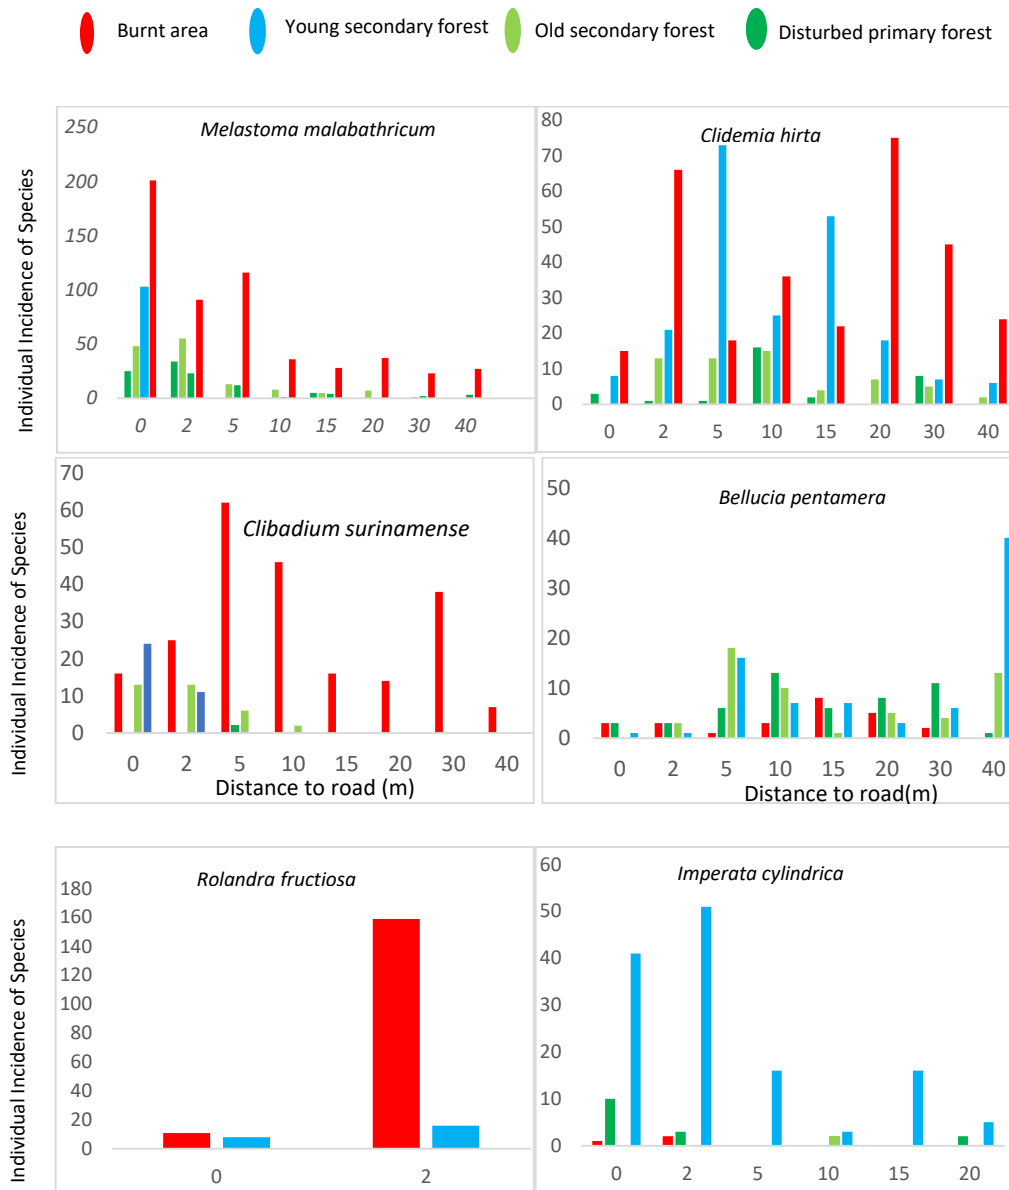 Burnt area
Young secondary forest
Old secondary forest
Disturbed primary forest
Individual Incidence of Species
Melastoma malabathricum
250
200
150
100
50
0
0 2 5 10 15 20 30 40
Clidemia hirta
80
70
60
50
40
30
20
10
0
0 2 5 10 15 20 30 40
Individual Incidence of Species
Clibadium surinamense
70
60
50
40
30
20
10
0
0 2 5 10 15 20 30 40
Distance to road (m)
Bellucia pentamera
50
40
30
20
10
0
0 2 5 10 15 20 30 40
Distance to road(m)
Individual Incidence of Species
Rolandra fructiosa
180
160
140
120
100
80
60
40
20
0
0 2
Imperata cylindrica
60
50
40
30
20
10
0
0 2 5 10 15 20